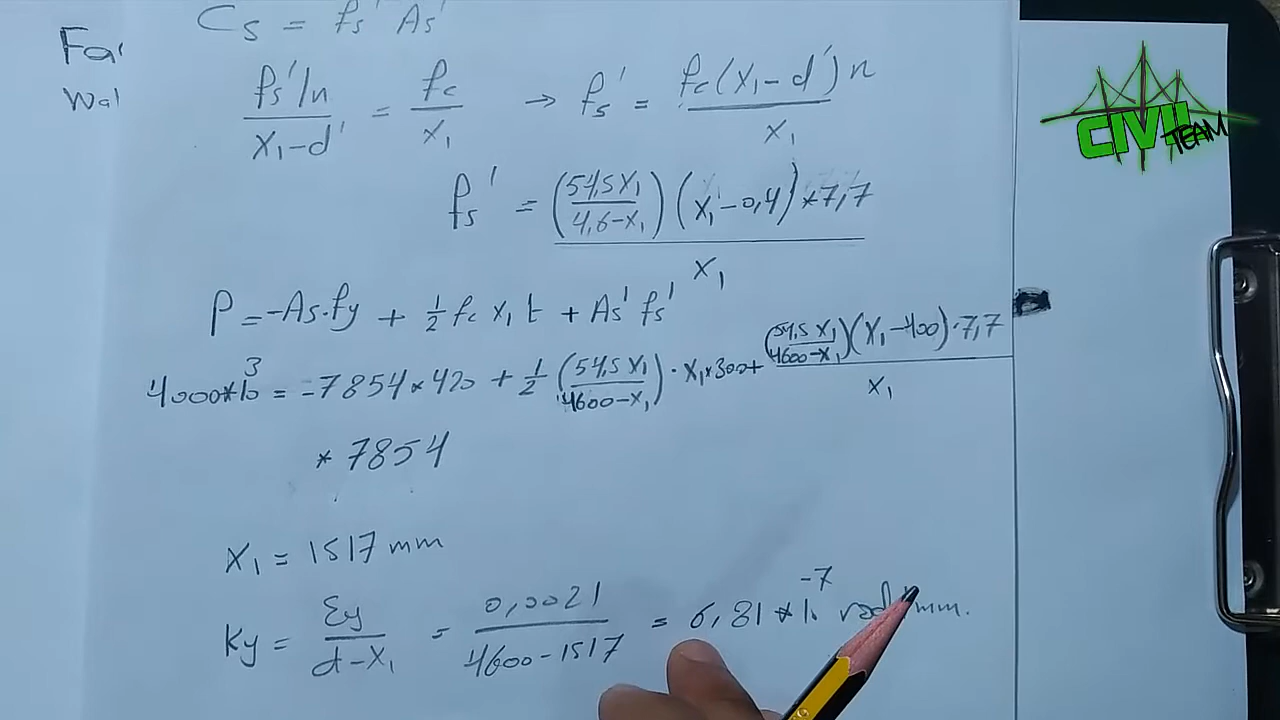 Cs = fs' As'
Far
Wal
fs'/n / x1-d' = fc / x1 → fs' = fc(x1-d')n / x1
fs' = (54,5x1 / 4,6-x1)(x1-0,4)*7,7 / x1
P = -As.fy + 1/2 fc x1 t + As' fs'
4000*10^3 = -7854*420 + 1/2 (54,5x1 / 4600-x1) . x1*300 + (54,5x1 / 4600-x1)(x1-400).7,7 / x1
* 7854
x1 = 1517 mm
Ky = εy / d-x1 = 0,0021 / 4600-1517 = 6,81*10^-7 rad/mm.
CIVIL
TEAM